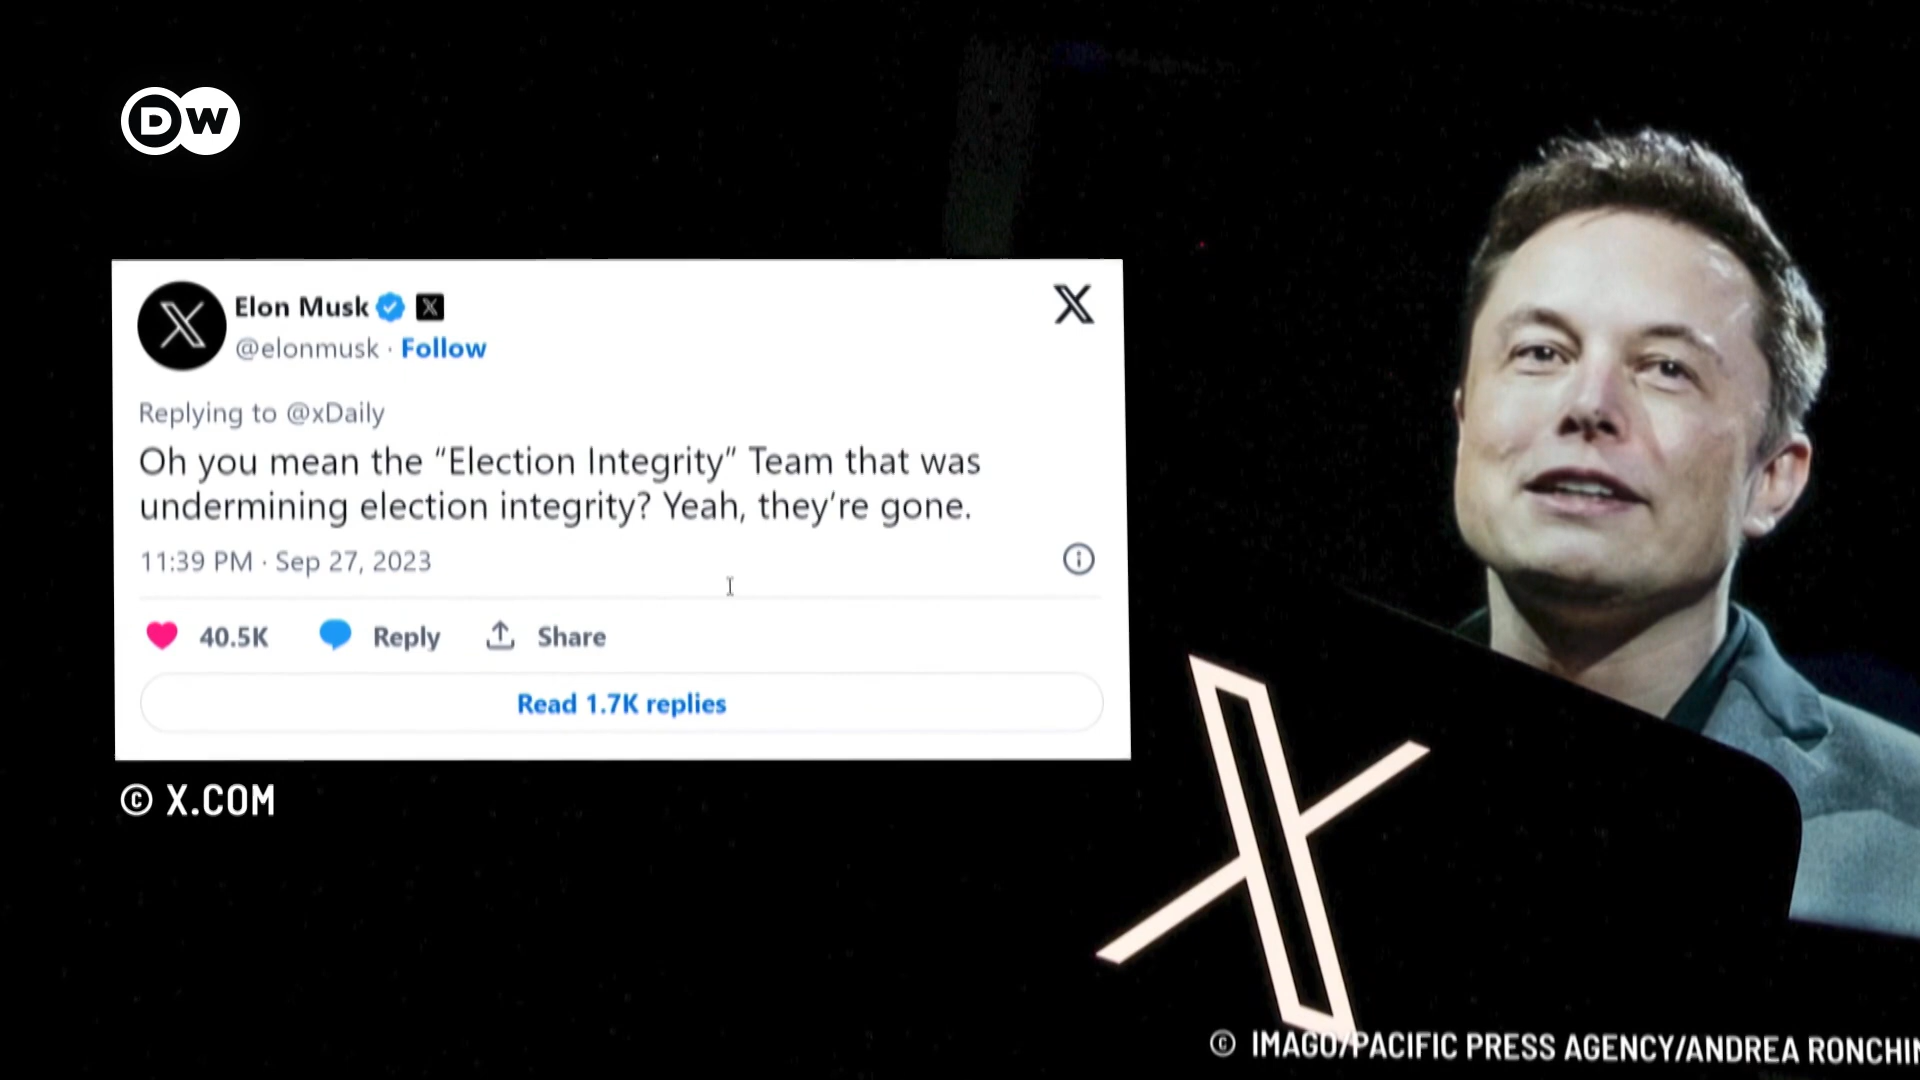 DW
Elon Musk
@elonmusk · Follow
Replying to @xDaily
Oh you mean the “Election Integrity” Team that was
undermining election integrity? Yeah, they’re gone.
11:39 PM · Sep 27, 2023
40.5K Reply Share
Read 1.7K replies
© X.COM
© IMAGO/PACIFIC PRESS AGENCY/ANDREA